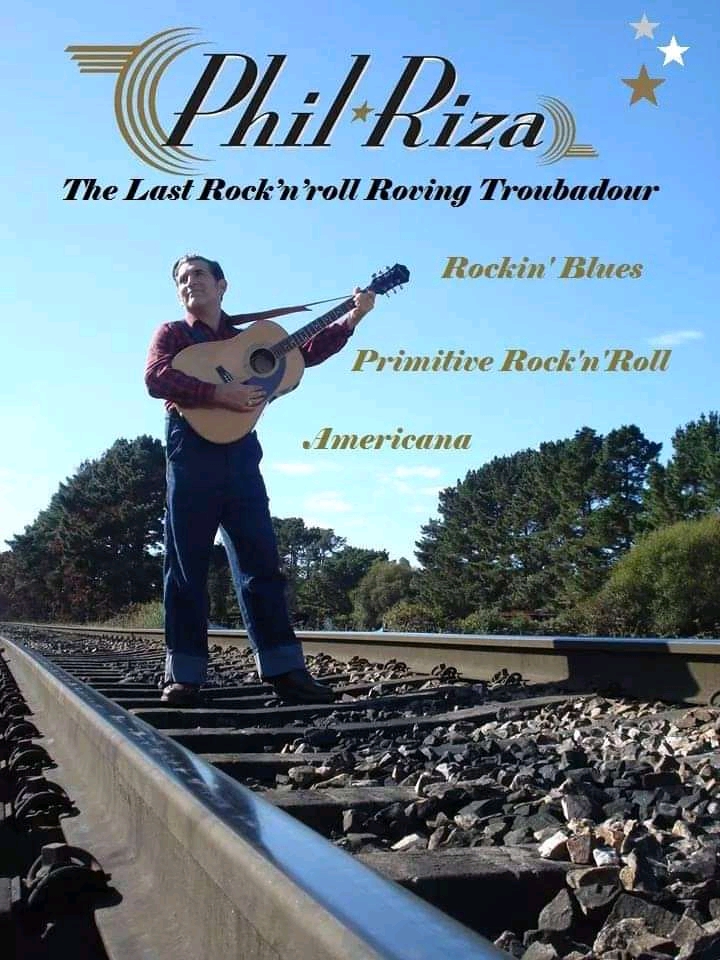 Phil Riza
The Last Rock'n'roll Roving Troubadour
Rockin' Blues
Primitive Rock'n'Roll
Americana